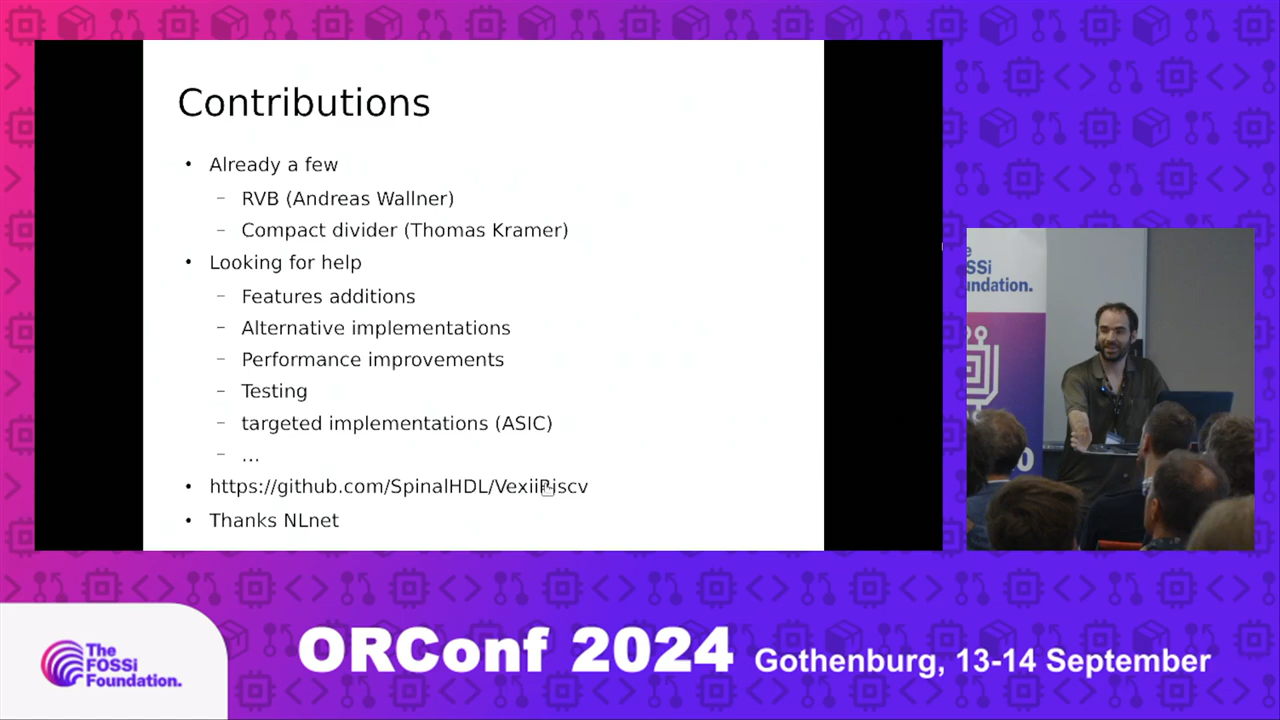 Contributions
• Already a few
– RVB (Andreas Wallner)
– Compact divider (Thomas Kramer)
• Looking for help
– Features additions
– Alternative implementations
– Performance improvements
– Testing
– targeted implementations (ASIC)
– ...
• https://github.com/SpinalHDL/VexiiRiscv
• Thanks NLnet
e
SSi
undation.
The
FOSSi
Foundation.
ORConf 2024 Gothenburg, 13-14 September